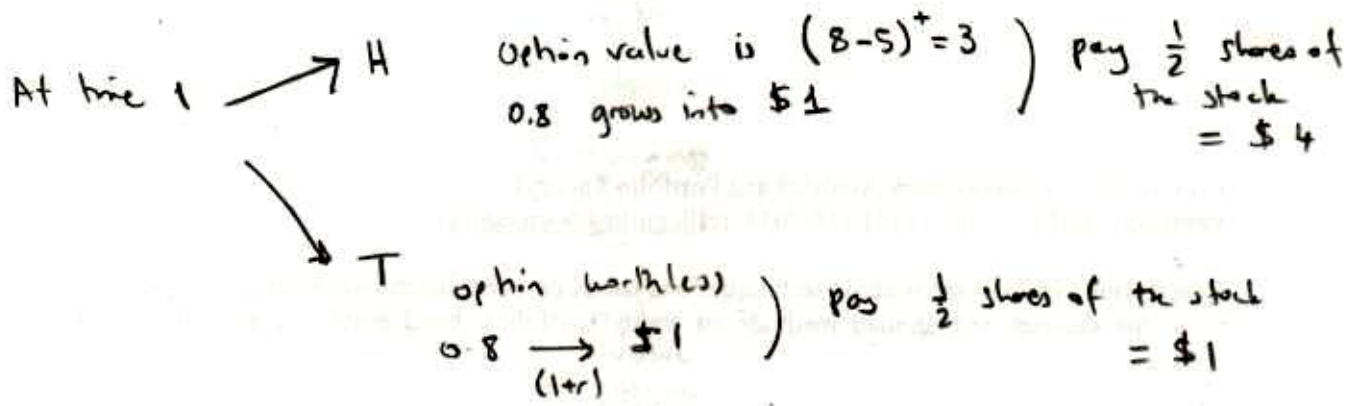 At time 1
H
option value is (8-5)⁺ = 3 ) pay ½ shares of
0.8 grows into $1
the stock
= $4
T
option worthless ) pay ½ shares of the stock
0.8 → $1
= $1
(1+r)